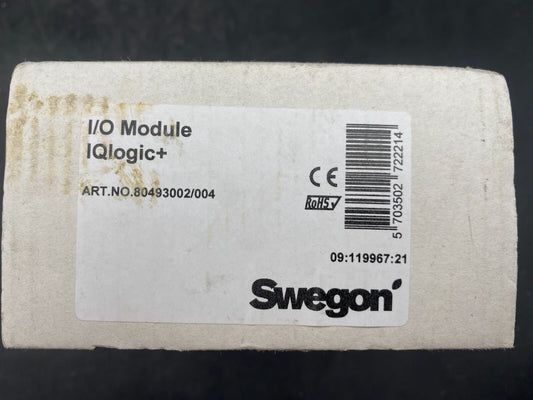 I/O Module
IQlogic+
ART.NO.80493002/004
CE
RoHS
5 703502 722214
09:119967:21
Swegon